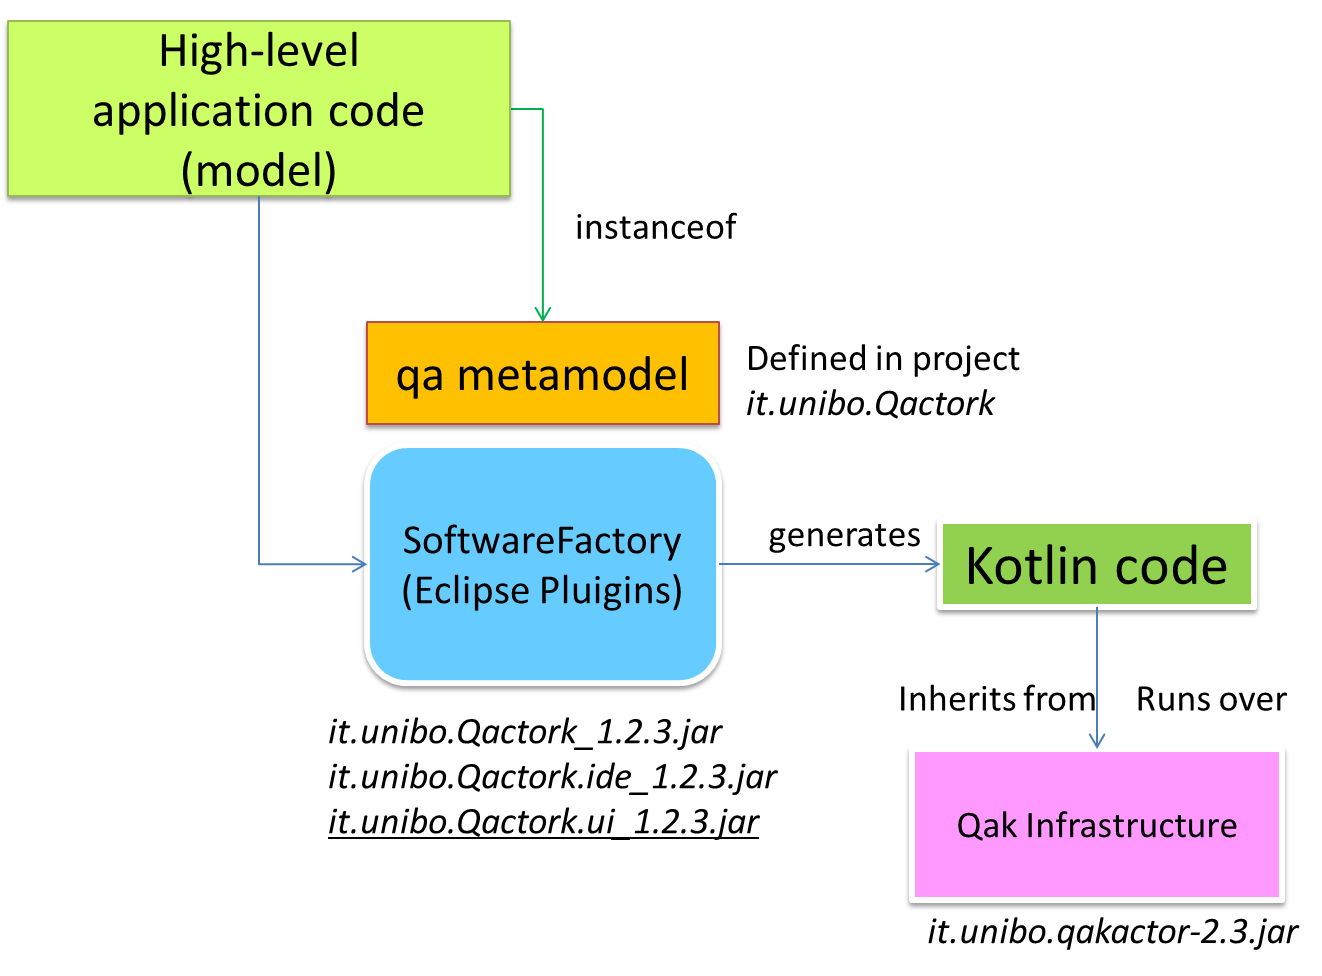 High-level
application code
(model)
instanceof
qa metamodel
Defined in project
it.unibo.Qactork
SoftwareFactory
(Eclipse Pluigins)
generates
Kotlin code
Inherits from
Runs over
it.unibo.Qactork_1.2.3.jar
it.unibo.Qactork.ide_1.2.3.jar
it.unibo.Qactork.ui_1.2.3.jar
Qak Infrastructure
it.unibo.qakactor-2.3.jar